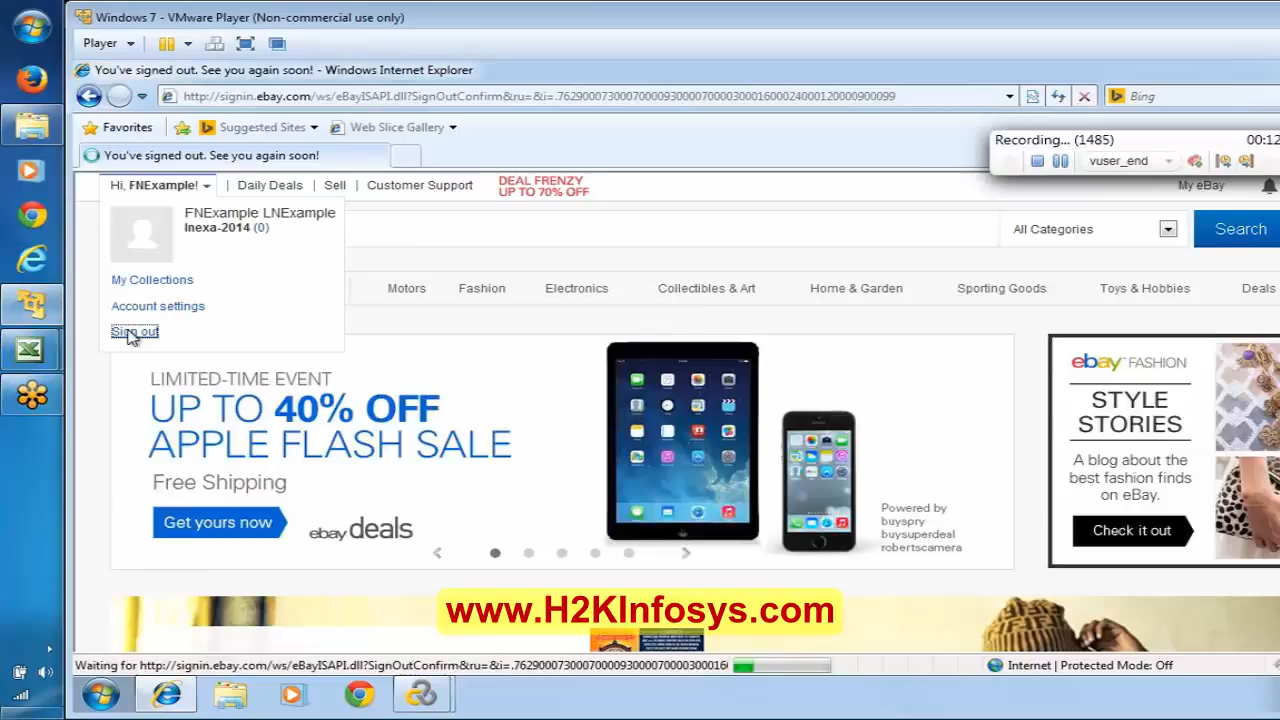 Windows 7 - VMware Player (Non-commercial use only)
Player
You've signed out. See you again soon! - Windows Internet Explorer
http://signin.ebay.com/ws/eBayISAPI.dll?SignOutConfirm&ru=&i=.76290007300070000930000700003000160002400012000090009​9
Bing
Favorites
Suggested Sites
Web Slice Gallery
You've signed out. See you again soon!
Recording... (1485)
00:12
vuser_end
Hi, FNExample!
Daily Deals
Sell
Customer Support
DEAL FRENZY
UP TO 70% OFF
My eBay
FNExample LNExample
lnexa-2014 (0)
My Collections
Account settings
Sign out
All Categories
Search
Motors
Fashion
Electronics
Collectibles & Art
Home & Garden
Sporting Goods
Toys & Hobbies
Deals
LIMITED-TIME EVENT
UP TO 40% OFF
APPLE FLASH SALE
Free Shipping
Get yours now
ebay deals
Powered by
buyspry
buysuperdeal
robertscamera
ebay FASHION
STYLE
STORIES
A blog about the
best fashion finds
on eBay.
Check it out
www.H2KInfosys.com
Waiting for http://signin.ebay.com/ws/eBayISAPI.dll?SignOutConfirm&ru=&i=.762900073000700009300007000030001​6
Internet | Protected Mode: Off